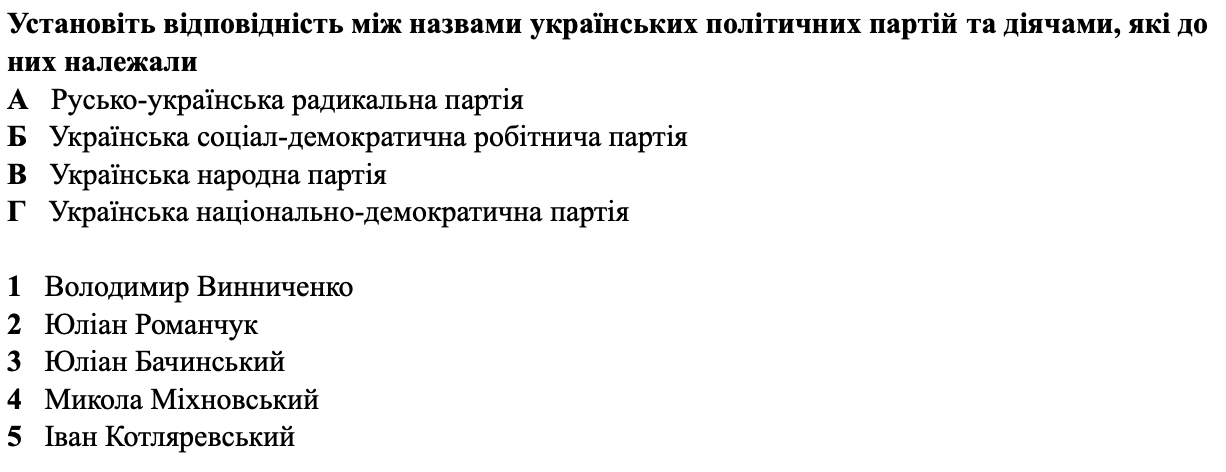 Установіть відповідність між назвами українських політичних партій та діячами, які до
них належали
А Русько-українська радикальна партія
Б Українська соціал-демократична робітнича партія
В Українська народна партія
Г Українська національно-демократична партія
1 Володимир Винниченко
2 Юліан Романчук
3 Юліан Бачинський
4 Микола Міхновський
5 Іван Котляревський